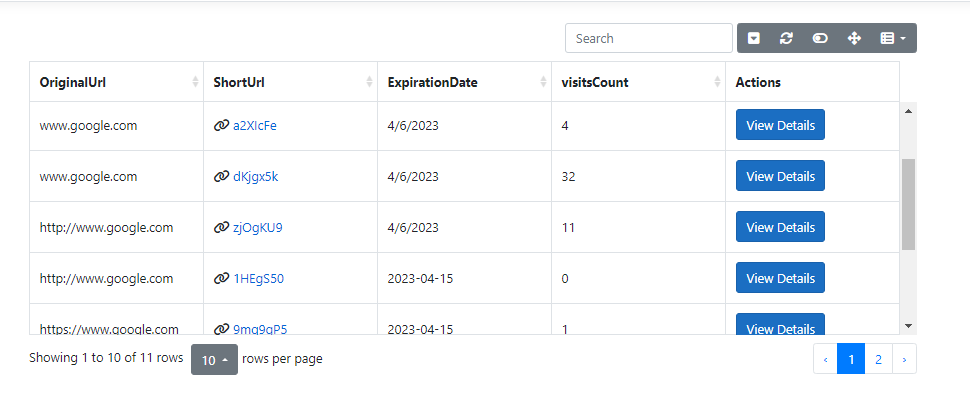 Search
OriginalUrl ShortUrl ExpirationDate visitsCount Actions
www.google.com a2XIcFe 4/6/2023 4 View Details
www.google.com dKjgx5k 4/6/2023 32 View Details
http://www.google.com zjOgKU9 4/6/2023 11 View Details
http://www.google.com 1HEgS50 2023-04-15 0 View Details
https://www.google.com 9mq9qP5 2023-04-15 1 View Details
Showing 1 to 10 of 11 rows 10 rows per page ‹ 1 2 ›